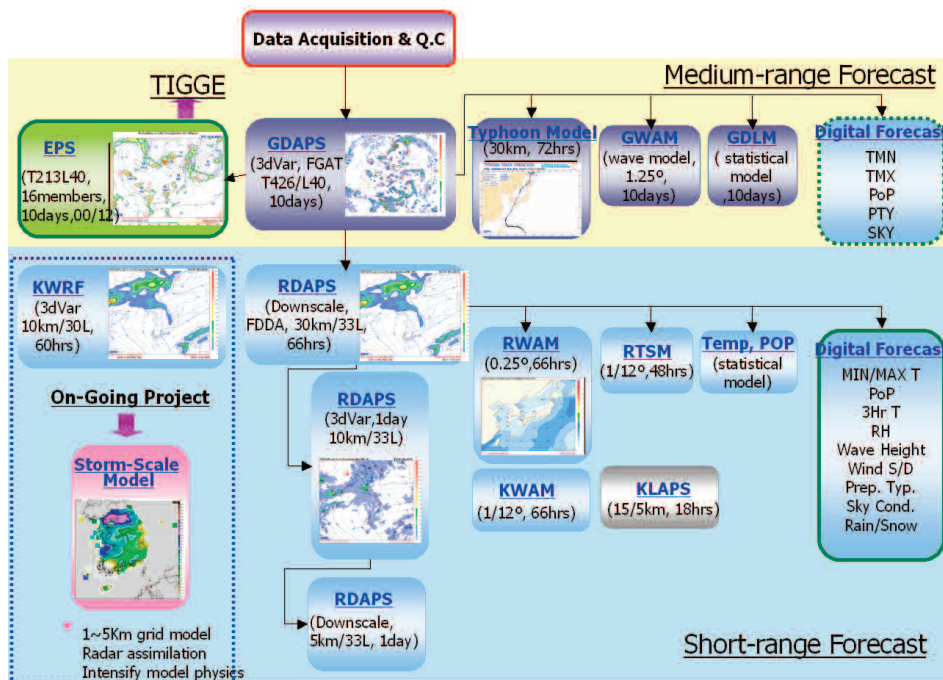 Data Acquisition & Q.C
Medium-range Forecast
TIGGE
EPS
(T213L40,
16members,
10days,00/12)
GDAPS
(3dVar, FGAT
T426/L40,
10days)
Typhoon Model
(30km, 72hrs)
GWAM
(wave model,
1.25º,
10days)
GDLM
( statistical
model
,10days)
Digital Forecast
TMN
TMX
PoP
PTY
SKY
KWRF
(3dVar
10km/30L,
60hrs)
On-Going Project
Storm-Scale
Model
1~5Km grid model
Radar assimilation
Intensify model physics
RDAPS
(Downscale,
FDDA, 30km/33L,
66hrs)
RDAPS
(3dVar,1day
10km/33L)
RDAPS
(Downscale,
5km/33L, 1day)
RWAM
(0.25º,66hrs)
RTSM
(1/12º,48hrs)
Temp, POP
(statistical
model)
KWAM
(1/12º, 66hrs)
KLAPS
(15/5km, 18hrs)
Digital Forecast
MIN/MAX T
PoP
3Hr T
RH
Wave Height
Wind S/D
Prep. Typ.
Sky Cond.
Rain/Snow
Short-range Forecast